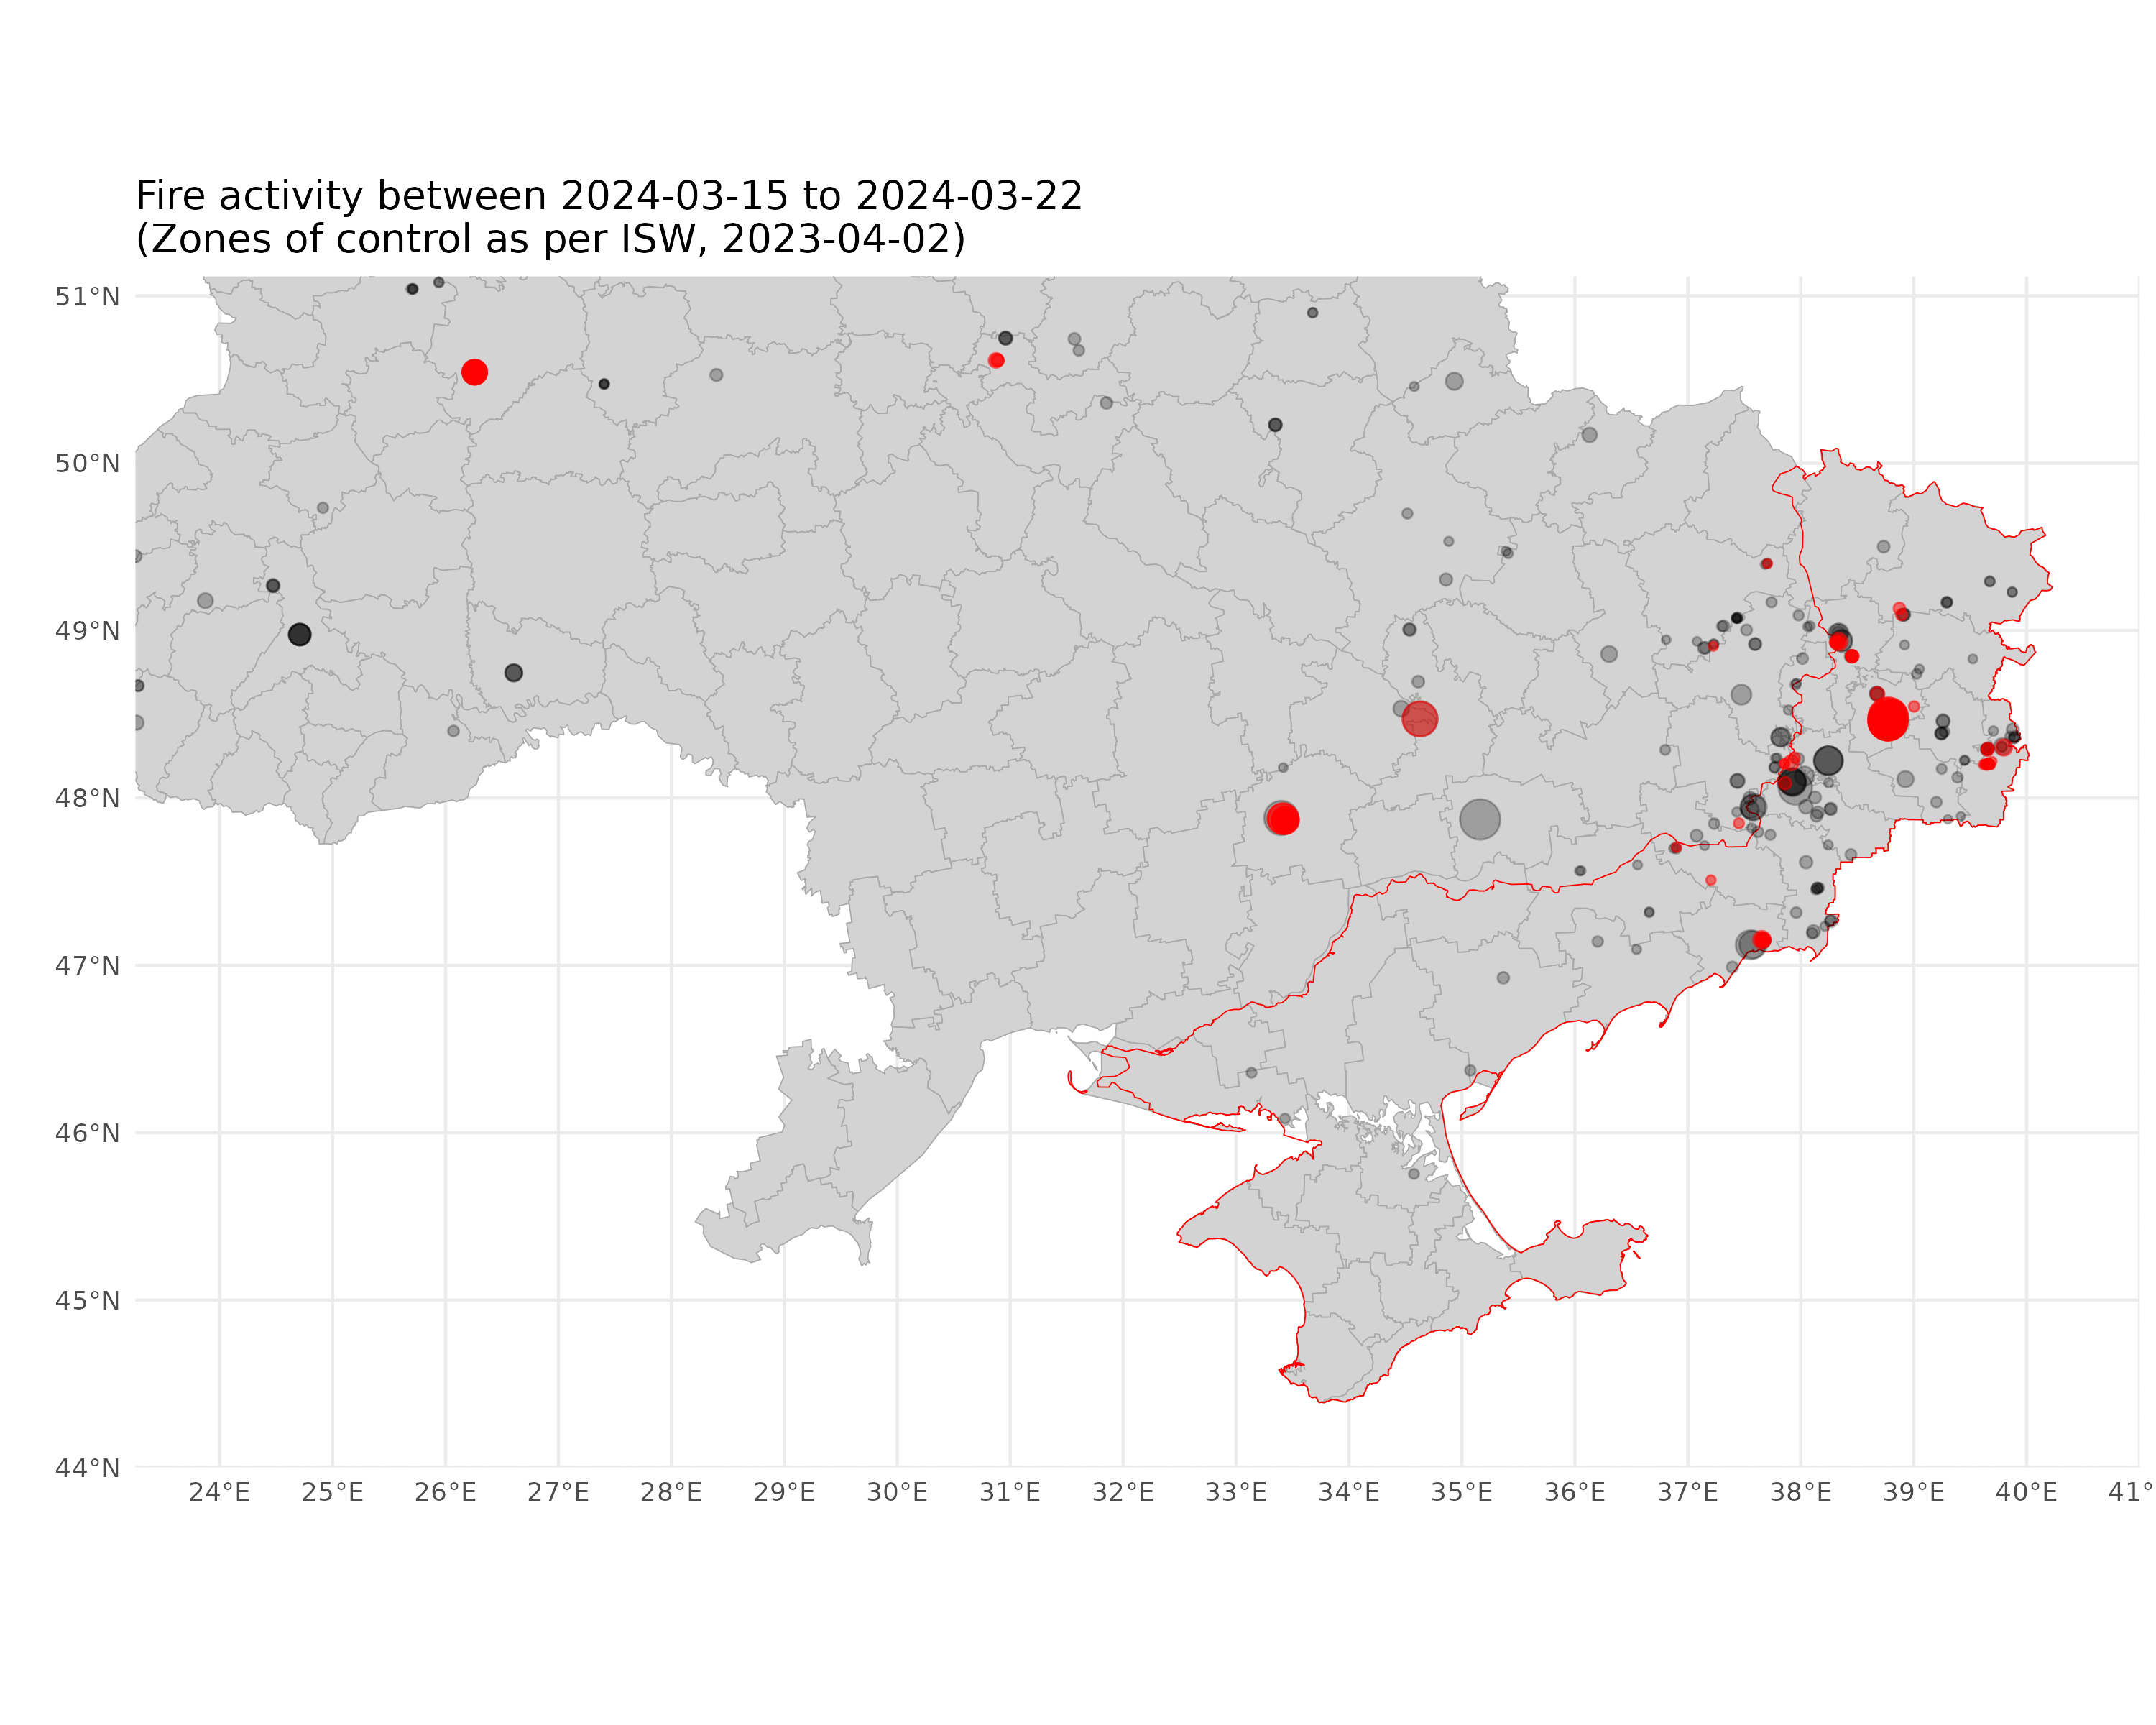 Fire activity between 2024-03-15 to 2024-03-22
(Zones of control as per ISW, 2023-04-02)
51°N
50°N
49°N
48°N
47°N
46°N
45°N
44°N
24°E 25°E 26°E 27°E 28°E 29°E 30°E 31°E 32°E 33°E 34°E 35°E 36°E 37°E 38°E 39°E 40°E 41°